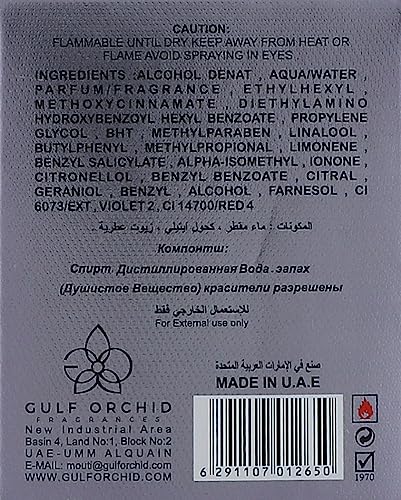 CAUTION:
FLAMMABLE UNTIL DRY KEEP AWAY FROM HEAT OR
FLAME AVOID SPRAYING IN EYES.
INGREDIENTS :ALCOHOL DENAT , AQUA/WATER ,
PARFUM/FRAGRANCE , ETHYLHEXYL ,
METHOXYCINNAMATE , DIETHYLAMINO
HYDROXYBENZOYL HEXYL BENZOATE , PROPYLENE
GLYCOL , BHT , METHYLPARABEN , LINALOOL ,
BUTYLPHENYL , METHYLPROPIONAL , LIMONENE ,
BENZYL SALICYLATE , ALPHA-ISOMETHYL , IONONE ,
CITRONELLOL , BENZYL BENZOATE , CITRAL ,
GERANIOL , BENZYL , ALCOHOL , FARNESOL , CI
6073/EXT , VIOLET 2 , CI 14700/RED 4
المكونات : ماء مقطر ، كحول ايثيلي ، زيوت عطرية .
Компонтш:
Спирт. Дистиллированная Вода . запах
(Душистое Вещество) красители разрешены
للإستعمال الخارجي فقط
For External use only
GULF ORCHID
FRAGRANCES
New Industrial Area
Basin 4, Land No:1, Block No:2
UAE-UMM ALQUAIN
E-MAIL: mouti@gulforchid.com
WWW.GULFORCHID.COM
صنع في الإمارات العربية المتحدة
MADE IN U.A.E
6 291107 012650
1970